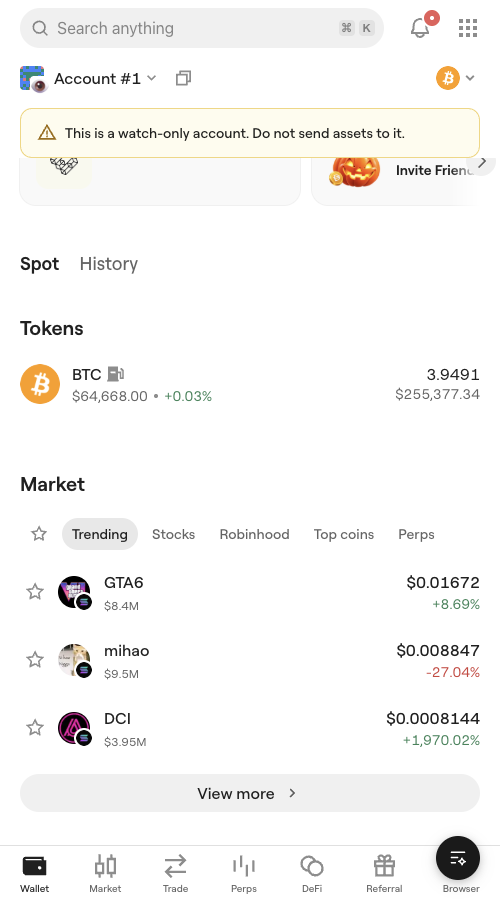 Search anything ⌘ K
Account #1
This is a watch-only account. Do not send assets to it.
Invite Frien
Spot History
Tokens
BTC 3.9491
$64,668.00 • +0.03% $255,377.34
Market
Trending Stocks Robinhood Top coins Perps
GTA6 $0.01672
$8.4M +8.69%
mihao $0.008847
$9.5M -27.04%
DCI $0.0008144
$3.95M +1,970.02%
View more
Wallet Market Trade Perps DeFi Referral Browser